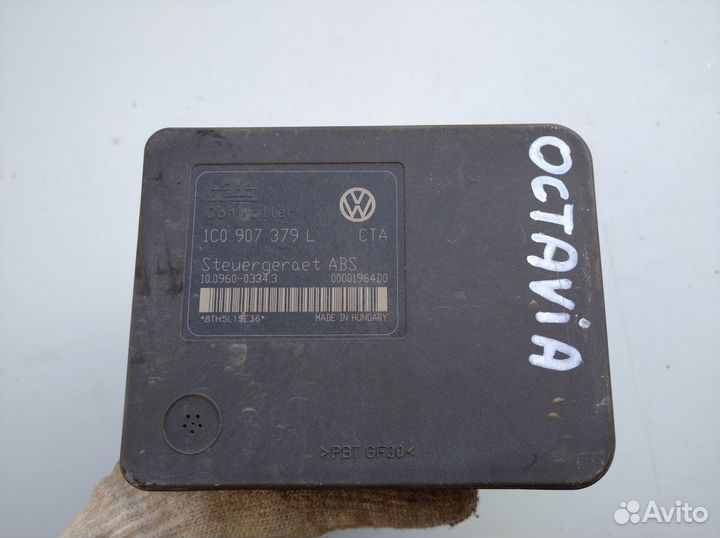 Controller
1C0 907 379 L CTA
Steuergeraet ABS
10.0960-0334.3 00001964D0
*8TH5L13E36*
MADE IN HUNGARY
>PBT GF30<
OCTAViA
Avito